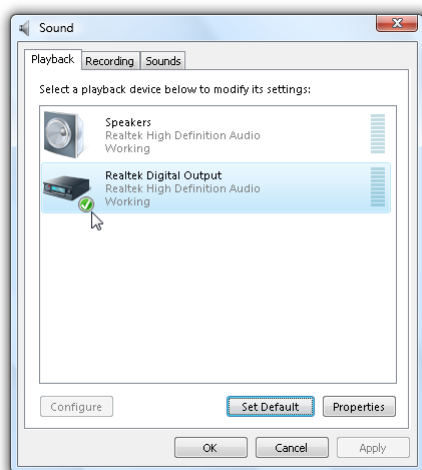 Sound
Playback Recording Sounds
Select a playback device below to modify its settings:
Speakers
Realtek High Definition Audio
Working
Realtek Digital Output
Realtek High Definition Audio
Working
Configure Set Default Properties
OK Cancel Apply